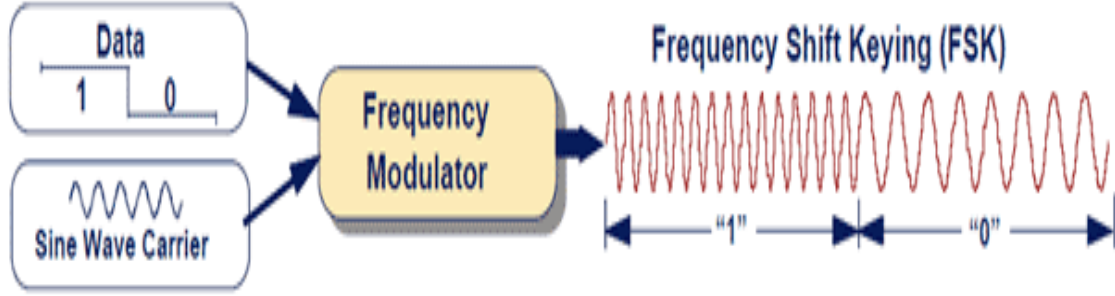 Data
1 0
Sine Wave Carrier
Frequency
Modulator
Frequency Shift Keying (FSK)
“1” “0”